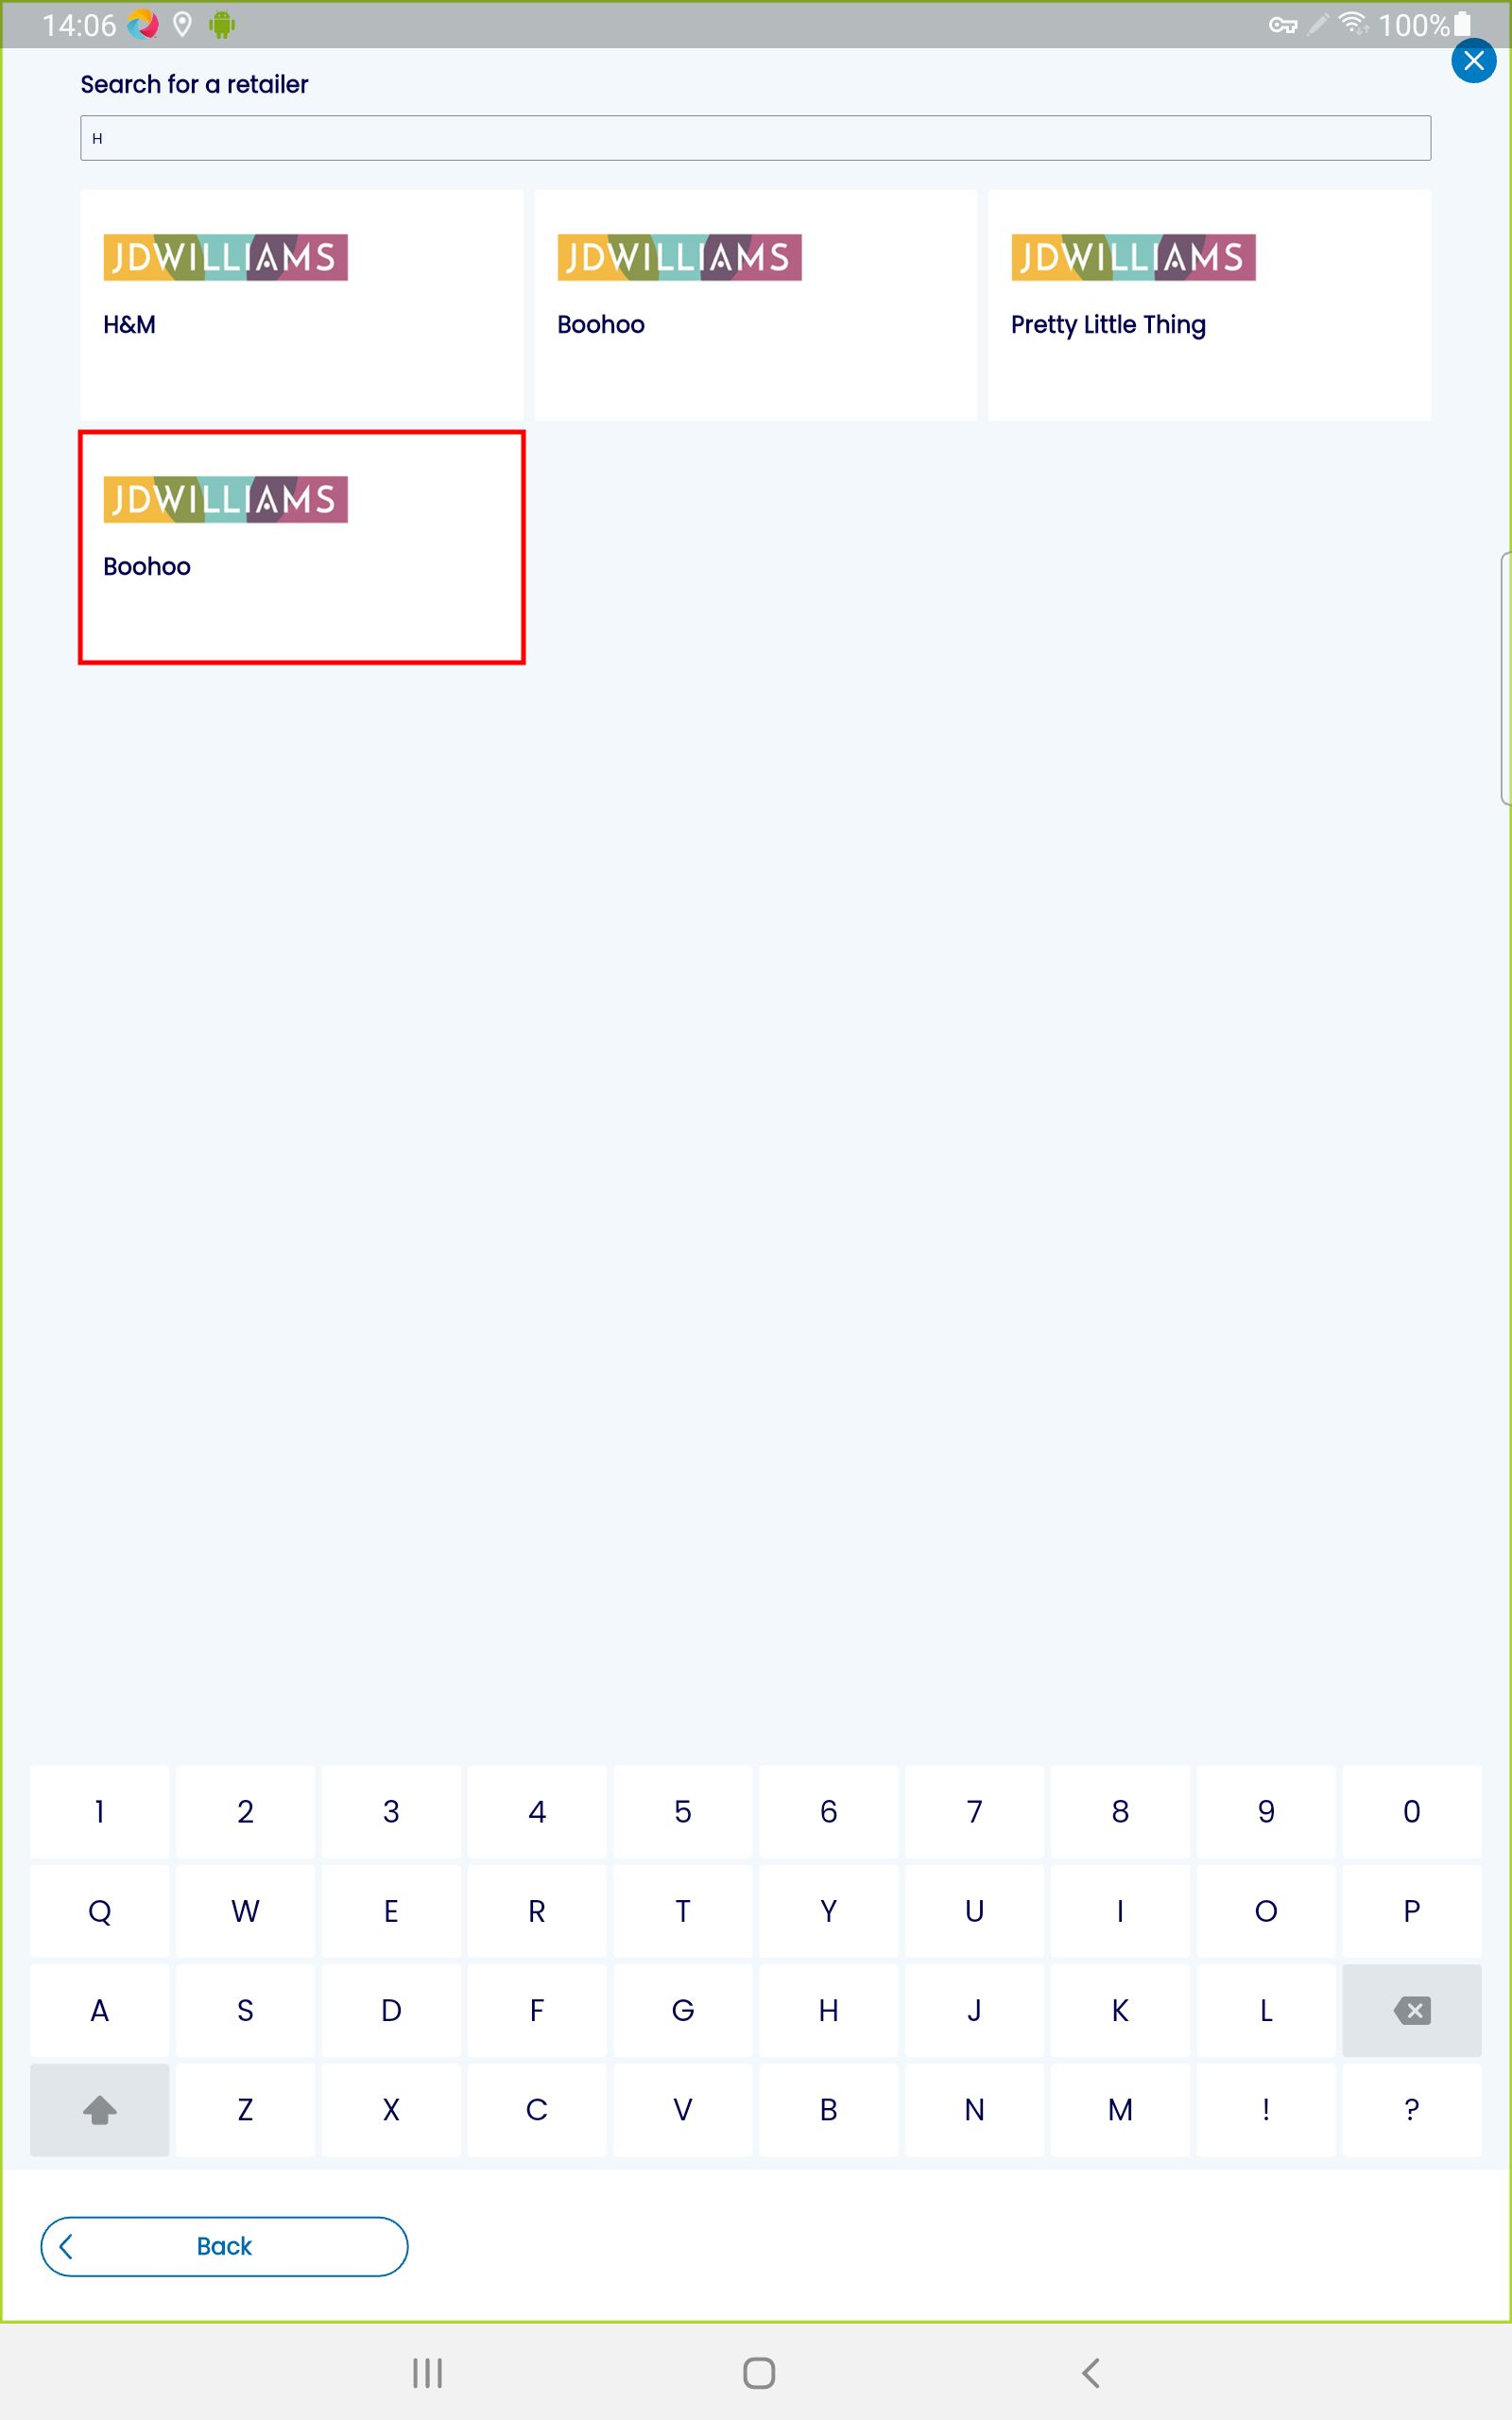 14:06 100%
Search for a retailer
H
JDWILLIAMS JDWILLIAMS JDWILLIAMS
H&M Boohoo Pretty Little Thing
JDWILLIAMS
Boohoo
1 2 3 4 5 6 7 8 9 0
Q W E R T Y U I O P
A S D F G H J K L
Z X C V B N M ! ?
Back